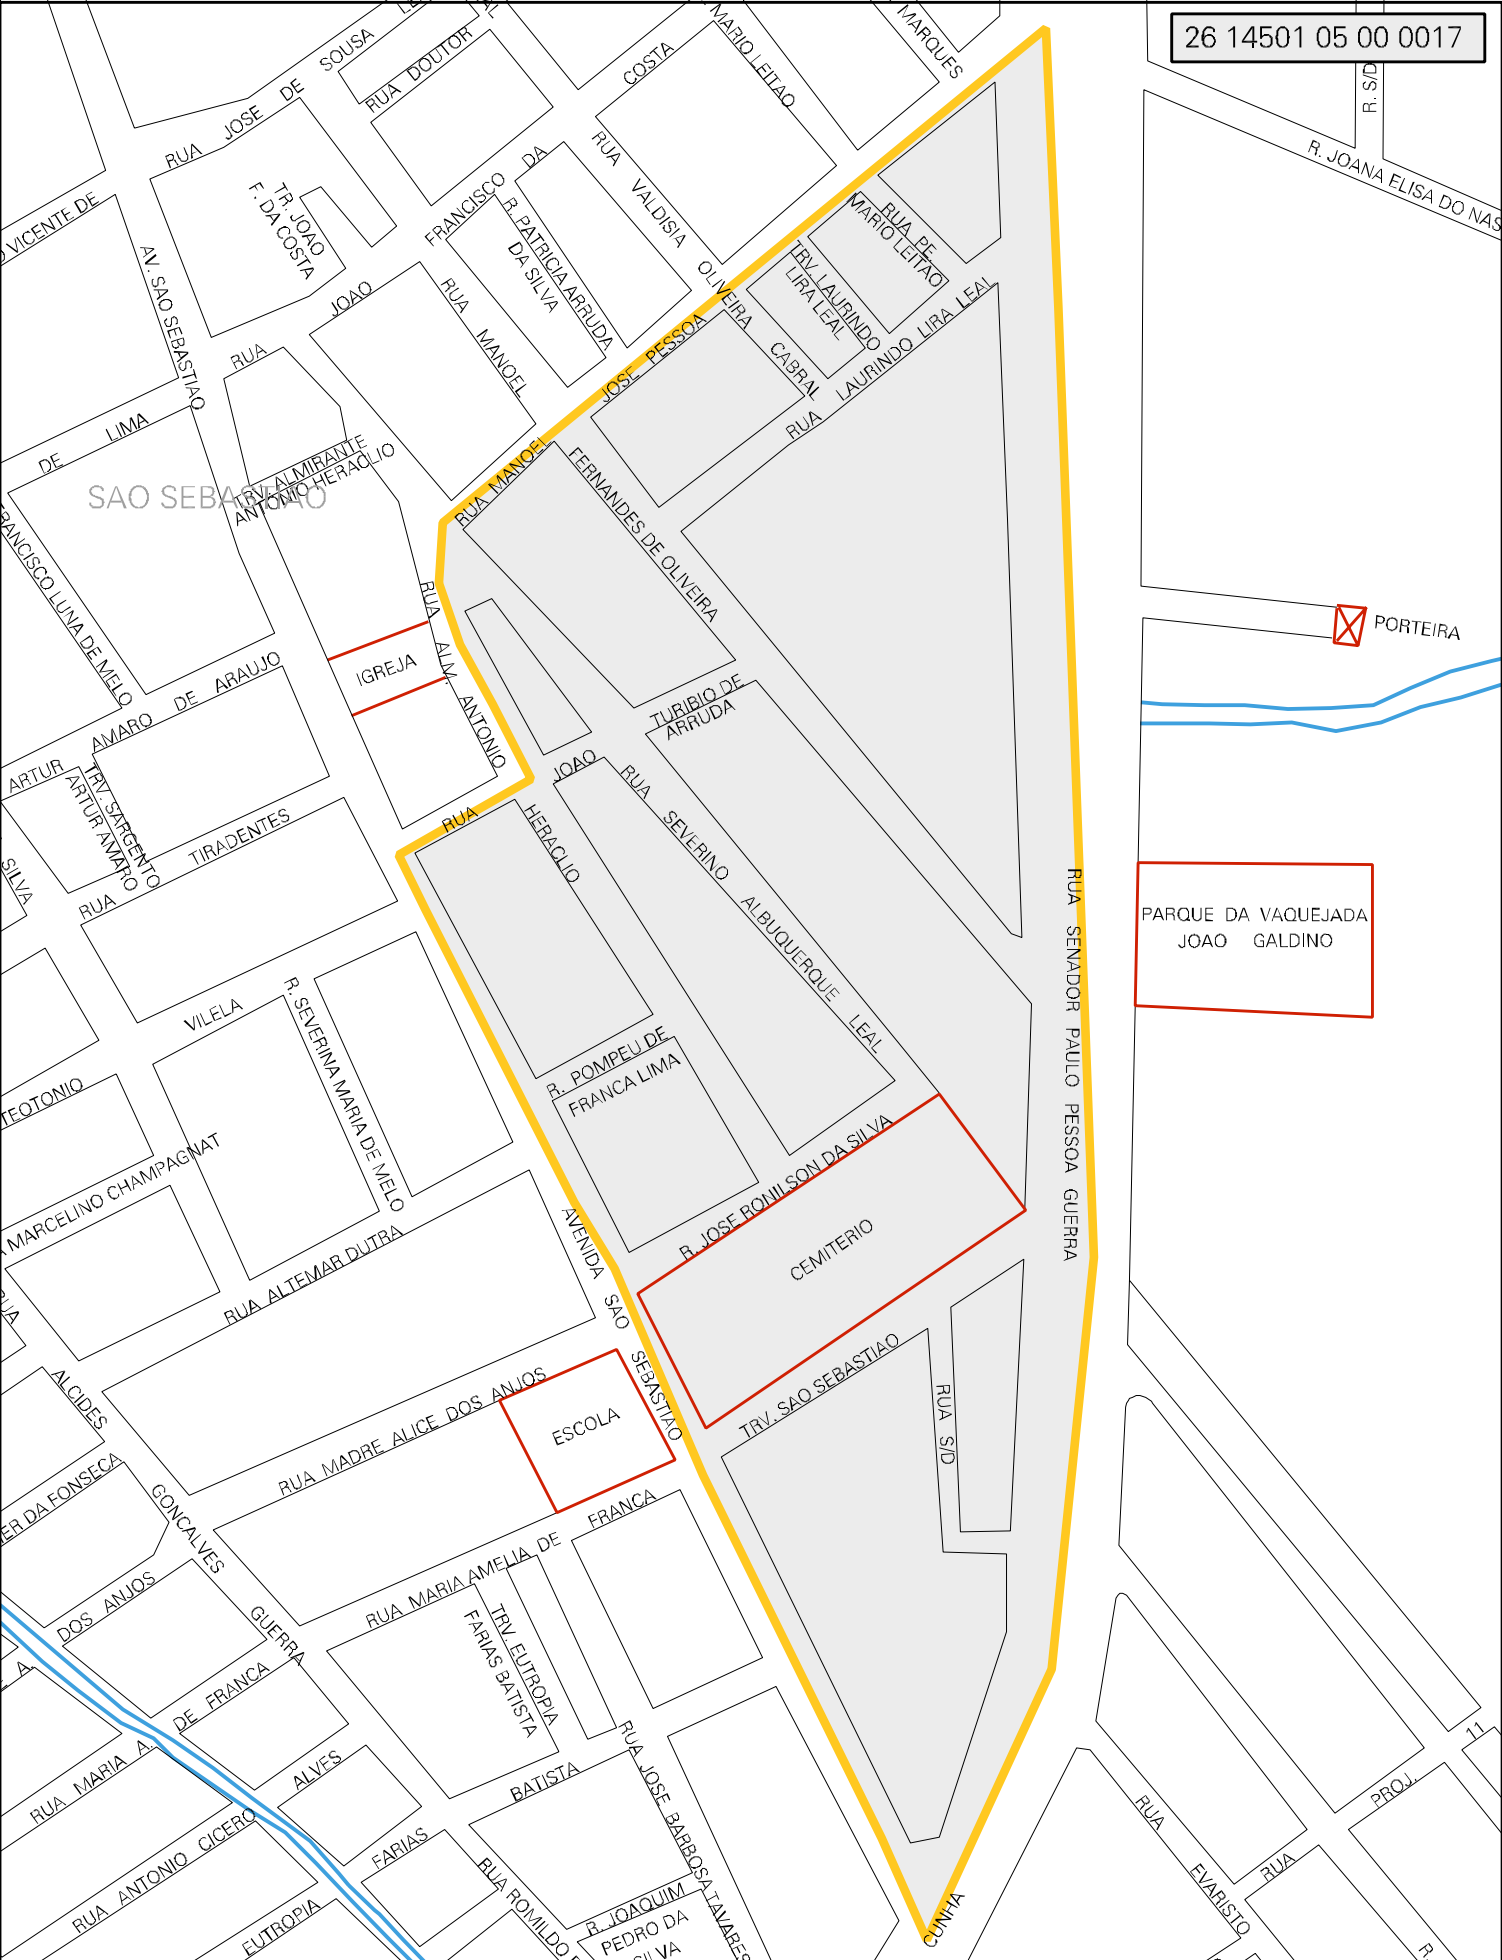 26 14501 05 00 0017
RUA JOSE DE SOUSA
RUA DOUTOR
COSTA
MARIO LEITAO
MARQUES
R. S/D
R. JOANA ELISA DO NAS
VICENTE DE
TR. JOAO
F. DA COSTA
AV. SAO SEBASTIAO
FRANCISCO DA
R. PATRICIA ARRUDA
DA SILVA
RUA VALDISIA OLIVEIRA CABRAL
RUA PE
MARIO LEITAO
TRV. LAURINDO
LIRA LEAL
RUA LAURINDO LIRA LEAL
RUA JOAO
RUA MANOEL
RUA MANOEL JOSE PESSOA
DE LIMA
TRV. ALMIRANTE
ANTONIO HERACLIO
SAO SEBASTIAO
FERNANDES DE OLIVEIRA
RANCISCO LUNA DE MELO
RUA ALM. ANTONIO HERACLIO
IGREJA
PORTEIRA
ARTUR AMARO DE ARAUJO
TRV. SARGENTO
ARTUR AMARO
TURIBIO DE
ARRUDA
RUA JOAO
RUA TIRADENTES
SILVA
RUA SEVERINO ALBUQUERQUE LEAL
RUA SENADOR PAULO PESSOA GUERRA
PARQUE DA VAQUEJADA
JOAO GALDINO
TEOTONIO VILELA
R. SEVERINA MARIA DE MELO
R. POMPEU DE
FRANCA LIMA
MARCELINO CHAMPAGNAT
R. JOSE RONILSON DA SILVA
CEMITERIO
RUA ALTEMAR DUTRA
AVENIDA SAO SEBASTIAO
RUA ALCIDES GONCALVES GUERRA
TRV. SAO SEBASTIAO
RUA S/D
RUA MADRE ALICE DOS ANJOS
ESCOLA
ER DA FONSECA
RUA MARIA AMELIA DE FRANCA
DOS ANJOS
TRV. EUTROPIA
FARIAS BATISTA
RUA MARIA A. DE FRANCA
RUA ANTONIO CICERO ALVES
EUTROPIA FARIAS BATISTA
RUA JOSE BARBOSA TAVARES
RUA ROMILDO
R. JOAQUIM
PEDRO DA
SILVA
RUA EVARISTO
CUNHA
RUA PROJ. 11
R